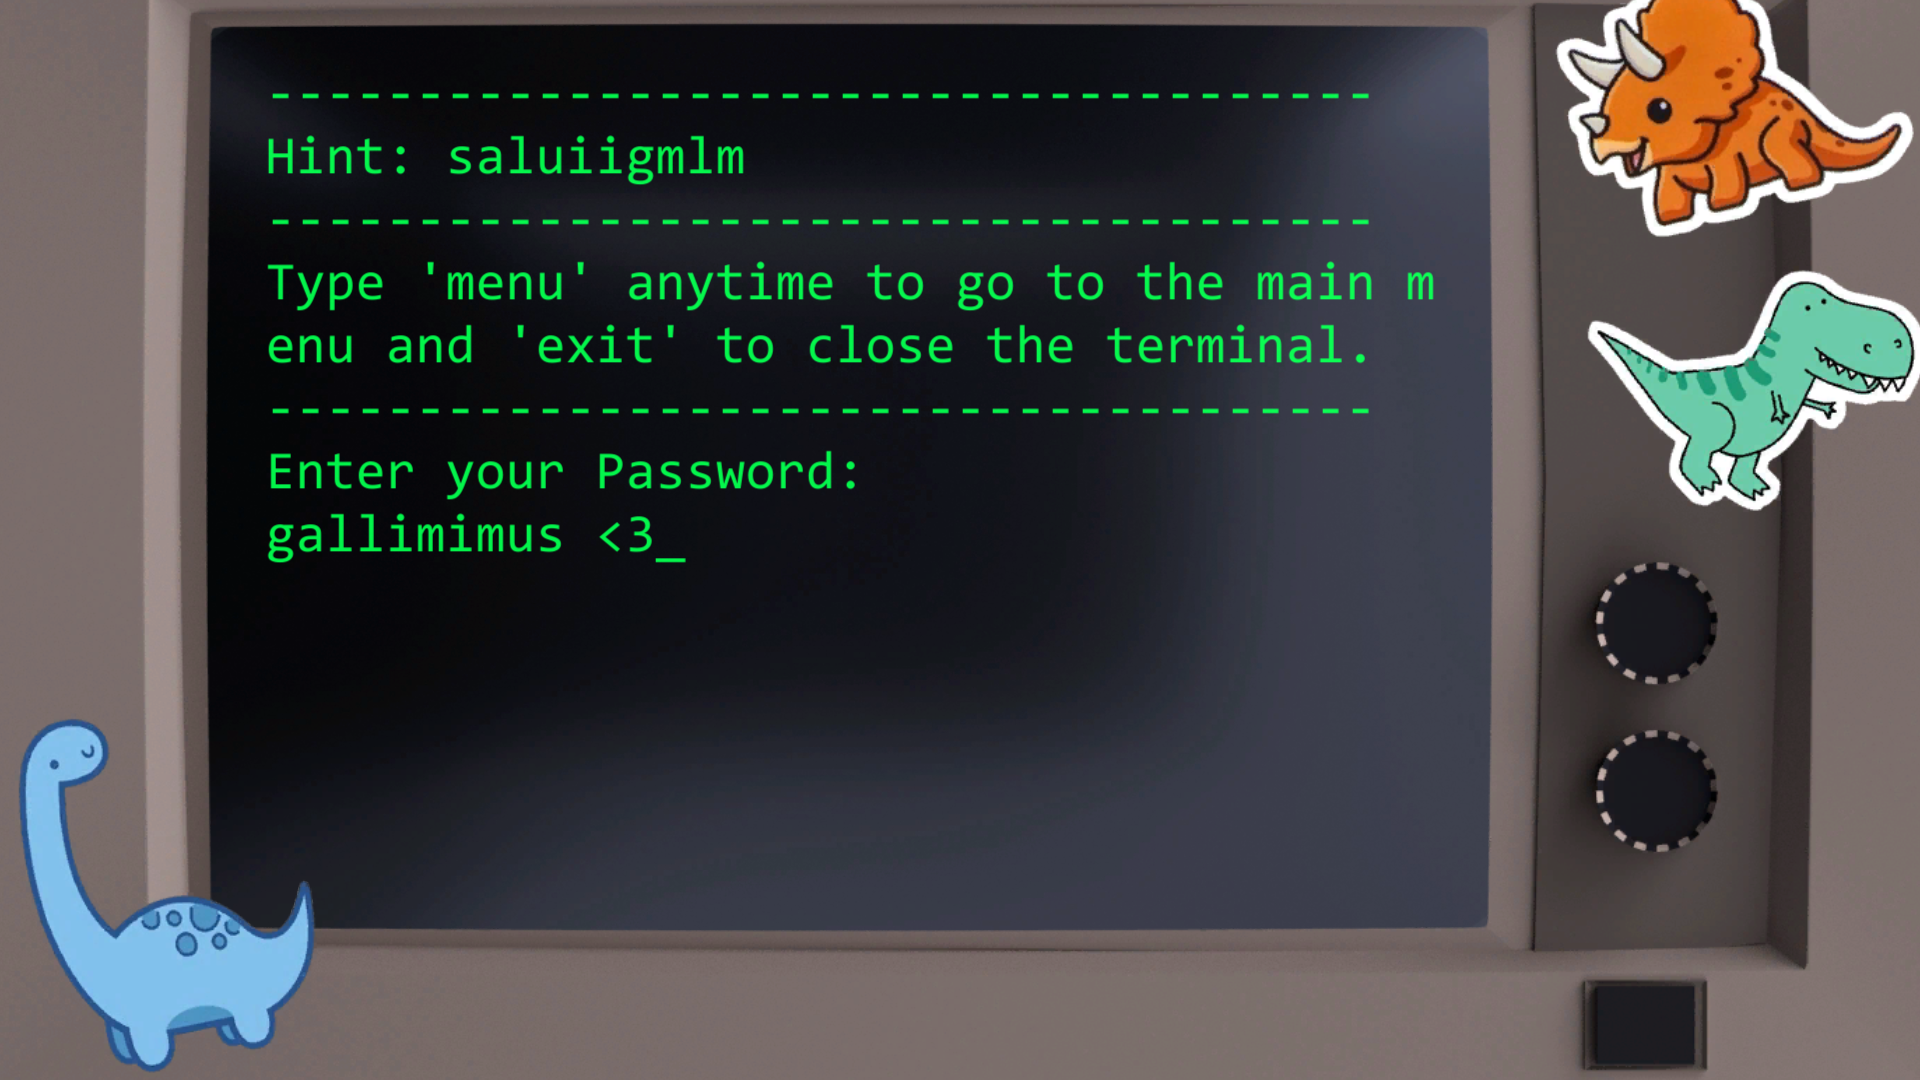 -------------------------------------
Hint: saluiigmlm
-------------------------------------
Type 'menu' anytime to go to the main m
enu and 'exit' to close the terminal.
-------------------------------------
Enter your Password:
gallimimus <3_